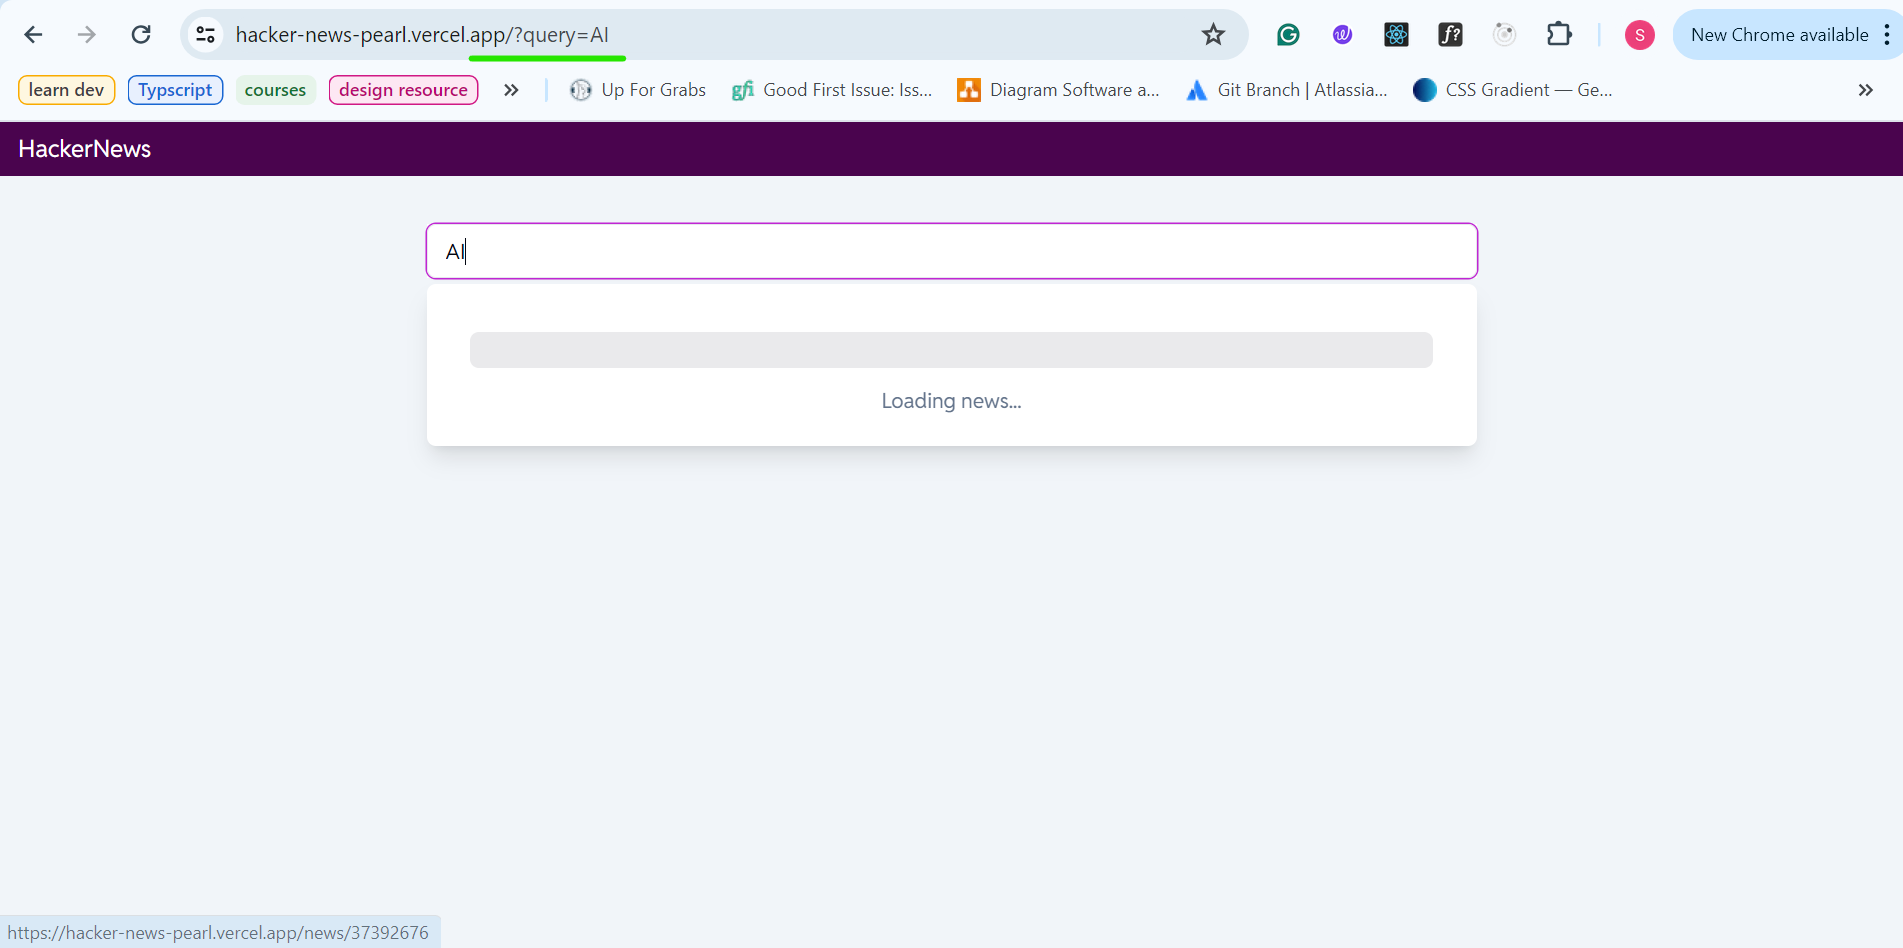 hacker-news-pearl.vercel.app/?query=AI
S
New Chrome available
learn dev
Typscript
courses
design resource
Up For Grabs
gfi
Good First Issue: Iss...
Diagram Software a...
Git Branch | Atlassia...
CSS Gradient — Ge...
HackerNews
AI
Loading news...
https://hacker-news-pearl.vercel.app/news/37392676